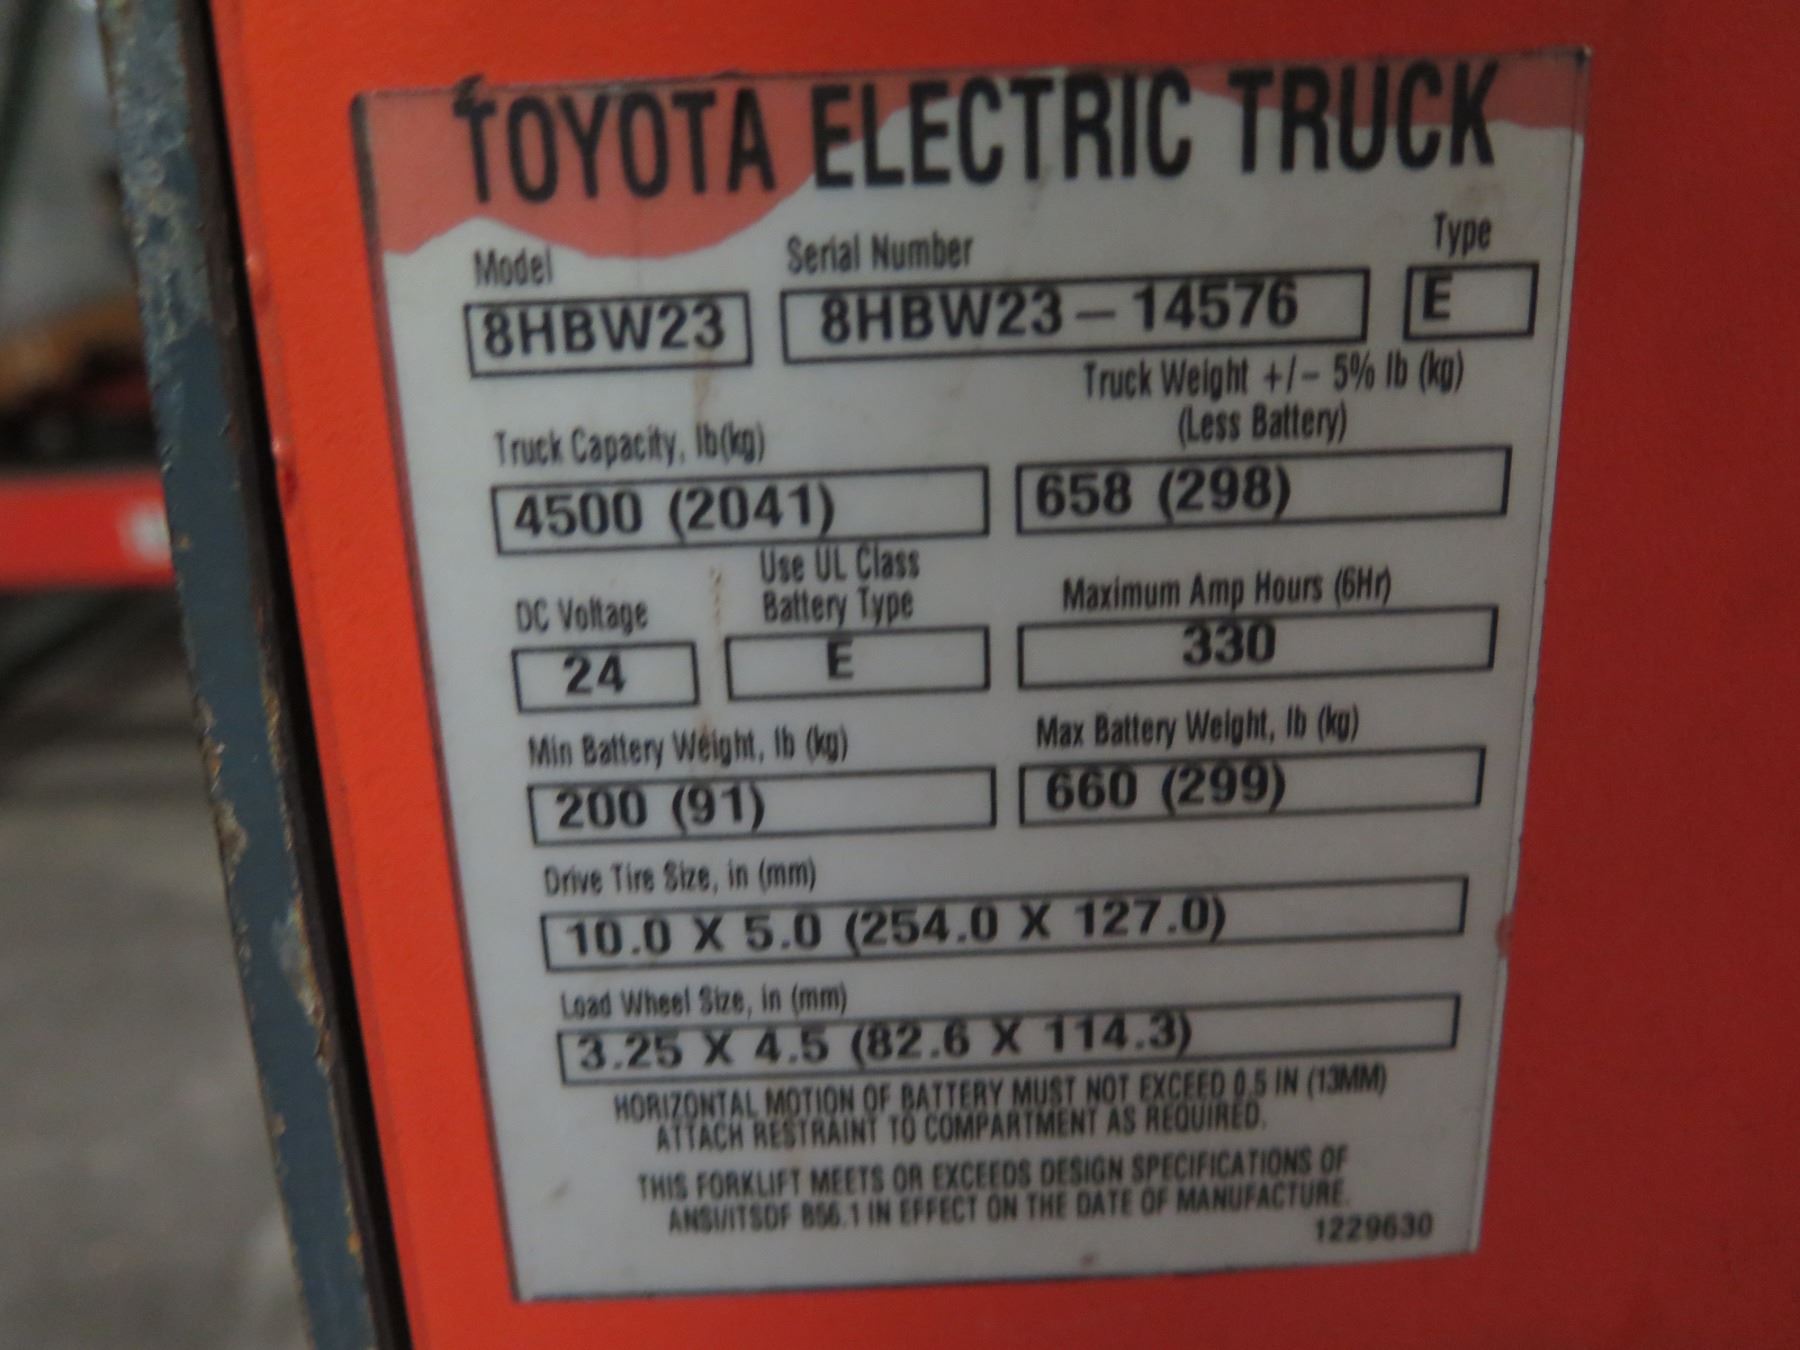 TOYOTA ELECTRIC TRUCK
Model Serial Number Type
8HBW23 8HBW23-14576 E
Truck Capacity, lb(kg) Truck Weight +/- 5% lb (kg)
(Less Battery)
4500 (2041) 658 (298)
DC Voltage Use UL Class
Battery Type Maximum Amp Hours (6Hr)
24 E 330
Min Battery Weight, lb (kg) Max Battery Weight, lb (kg)
200 (91) 660 (299)
Drive Tire Size, in (mm)
10.0 X 5.0 (254.0 X 127.0)
Load Wheel Size, in (mm)
3.25 X 4.5 (82.6 X 114.3)
HORIZONTAL MOTION OF BATTERY MUST NOT EXCEED 0.5 IN (13MM)
ATTACH RESTRAINT TO COMPARTMENT AS REQUIRED.
THIS FORKLIFT MEETS OR EXCEEDS DESIGN SPECIFICATIONS OF
ANSI/ITSDF B56.1 IN EFFECT ON THE DATE OF MANUFACTURE.
1229630